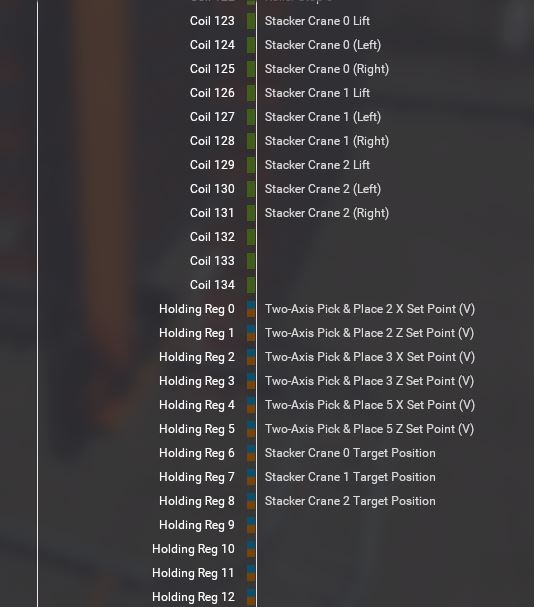 Coil 123 Stacker Crane 0 Lift
Coil 124 Stacker Crane 0 (Left)
Coil 125 Stacker Crane 0 (Right)
Coil 126 Stacker Crane 1 Lift
Coil 127 Stacker Crane 1 (Left)
Coil 128 Stacker Crane 1 (Right)
Coil 129 Stacker Crane 2 Lift
Coil 130 Stacker Crane 2 (Left)
Coil 131 Stacker Crane 2 (Right)
Coil 132
Coil 133
Coil 134
Holding Reg 0 Two-Axis Pick & Place 2 X Set Point (V)
Holding Reg 1 Two-Axis Pick & Place 2 Z Set Point (V)
Holding Reg 2 Two-Axis Pick & Place 3 X Set Point (V)
Holding Reg 3 Two-Axis Pick & Place 3 Z Set Point (V)
Holding Reg 4 Two-Axis Pick & Place 5 X Set Point (V)
Holding Reg 5 Two-Axis Pick & Place 5 Z Set Point (V)
Holding Reg 6 Stacker Crane 0 Target Position
Holding Reg 7 Stacker Crane 1 Target Position
Holding Reg 8 Stacker Crane 2 Target Position
Holding Reg 9
Holding Reg 10
Holding Reg 11
Holding Reg 12